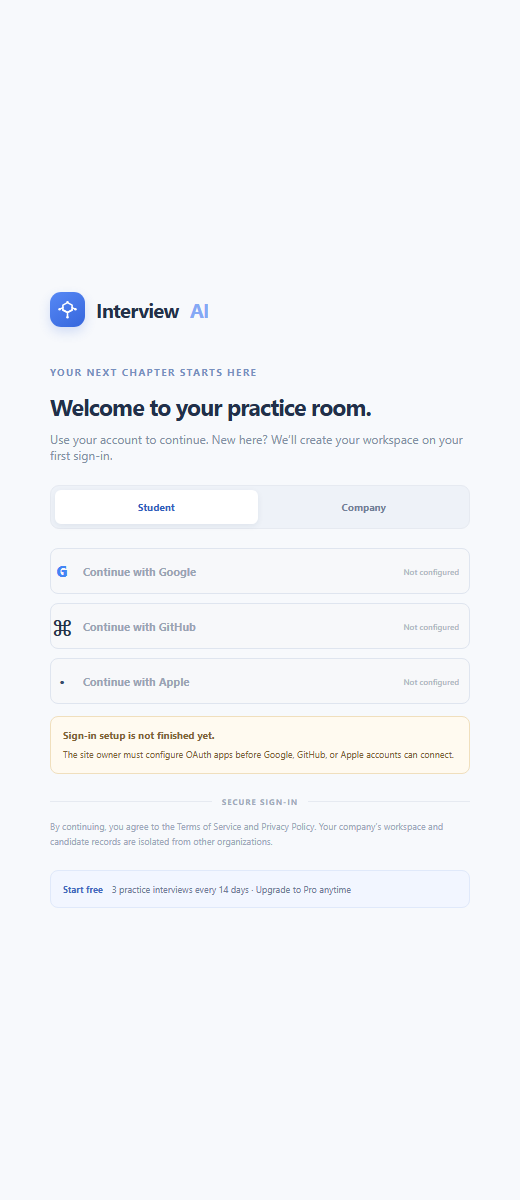 Interview AI
YOUR NEXT CHAPTER STARTS HERE
Welcome to your practice room.
Use your account to continue. New here? We'll create your workspace on your
first sign-in.
Student Company
G Continue with Google Not configured
⌘ Continue with GitHub Not configured
• Continue with Apple Not configured
Sign-in setup is not finished yet.
The site owner must configure OAuth apps before Google, GitHub, or Apple accounts can connect.
SECURE SIGN-IN
By continuing, you agree to the Terms of Service and Privacy Policy. Your company's workspace and
candidate records are isolated from other organizations.
Start free 3 practice interviews every 14 days · Upgrade to Pro anytime